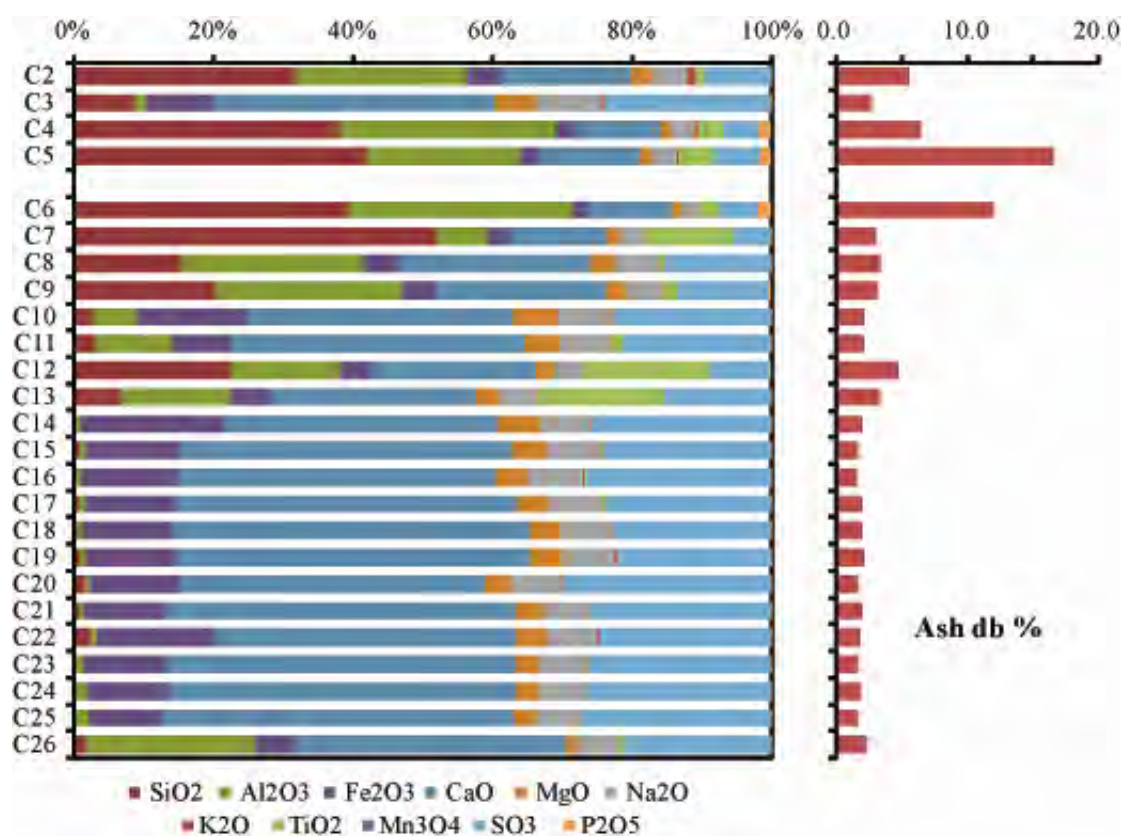 0% 20% 40% 60% 80% 100% 0.0 10.0 20.0
C2
C3
C4
C5
C6
C7
C8
C9
C10
C11
C12
C13
C14
C15
C16
C17
C18
C19
C20
C21
C22
C23
C24
C25
C26
Ash db %
SiO2 Al2O3 Fe2O3 CaO MgO Na2O
K2O TiO2 Mn3O4 SO3 P2O5